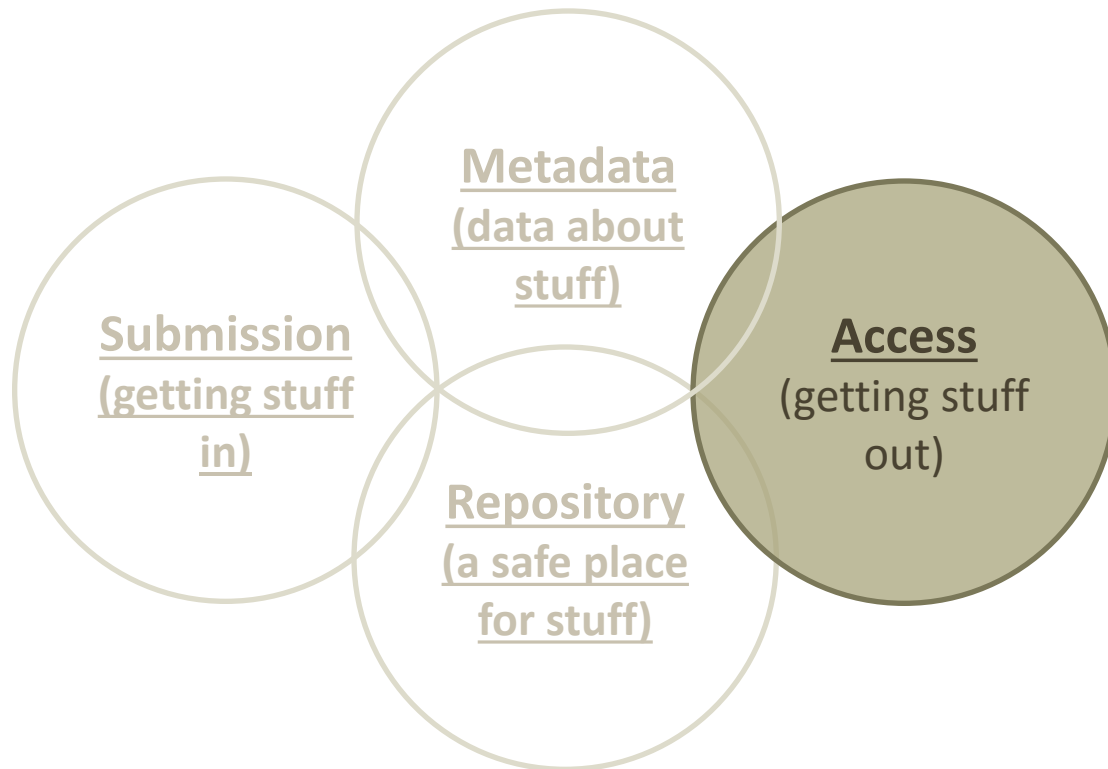 Metadata
(data about
stuff)
Submission
(getting stuff
in)
Access
(getting stuff
out)
Repository
(a safe place
for stuff)